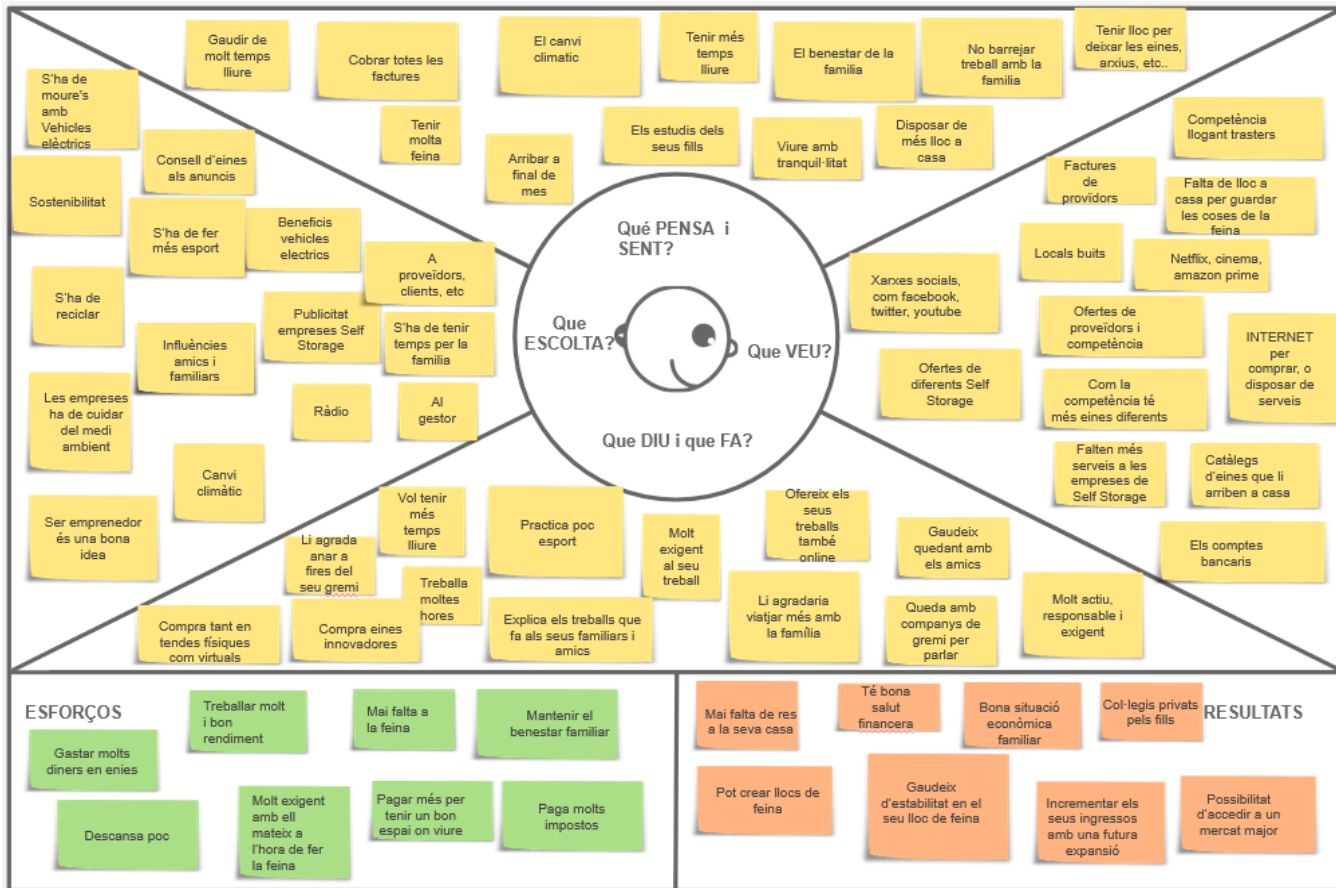 Gaudir de
molt temps
lliure
Cobrar totes les
factures
El canvi
climatic
Tenir més
temps
lliure
El benestar de la
familia
No barrejar
treball amb la
familia
Tenir lloc per
deixar les eines,
arxius, etc..
Tenir
molta
feina
Arribar a
final de
mes
Els estudis dels
seus fills
Viure amb
tranquil·litat
Disposar de
més lloc a
casa
Qué PENSA i
SENT?
S'ha de
moure's
amb
Vehicles
elèctrics
Consell d'eines
als anuncis
Sostenibilitat
S'ha de fer
més esport
Beneficis
vehicles
electrics
A
proveïdors,
clients, etc
S'ha de
reciclar
Publicitat
empreses Self
Storage
S'ha de tenir
temps per la
familia
Influències
amics i
familiars
Les empreses
ha de cuidar
del medi
ambient
Ràdio
Al
gestor
Canvi
climàtic
Ser emprenedor
és una bona
idea
Que
ESCOLTA?
Que VEU?
Competència
llogant trasters
Factures
de
provïdors
Falta de lloc a
casa per guardar
les coses de la
feina
Locals buits
Netflix, cinema,
amazon prime
Xarxes socials,
com facebook,
twitter, youtube
Ofertes de
proveïdors i
competència
INTERNET
per
comprar, o
disposar de
serveis
Ofertes de
diferents Self
Storage
Com la
competència té
més eines diferents
Falten més
serveis a les
empreses de
Self Storage
Catàlegs
d'eines que li
arriben a casa
Els comptes
bancaris
Que DIU i que FA?
Vol tenir
més
temps
lliure
Practica poc
esport
Molt
exigent
al seu
treball
Ofereix els
seus
treballs
també
online
Gaudeix
quedant amb
els amics
Li agrada
anar a
fires del
seu gremi
Treballa
moltes
hores
Compra tant en
tendes físiques
com virtuals
Compra eines
innovadores
Explica els treballs que
fa als seus familiars i
amics
Li agradaria
viatjar més amb
la família
Queda amb
companys de
gremi per
parlar
Molt actiu,
responsable i
exigent
ESFORÇOS
Treballar molt
i bon
rendiment
Mai falta a
la feina
Mantenir el
benestar familiar
Gastar molts
diners en enies
Descansa poc
Molt exigent
amb ell
mateix a
l'hora de fer
la feina
Pagar més per
tenir un bon
espai on viure
Paga molts
impostos
RESULTATS
Mai falta de res
a la seva casa
Té bona
salut
financera
Bona situació
econòmica
familiar
Col·legis privats
pels fills
Pot crear llocs de
feina
Gaudeix
d'estabilitat en el
seu lloc de feina
Incrementar els
seus ingressos
amb una futura
expansió
Possibilitat
d'accedir a un
mercat major